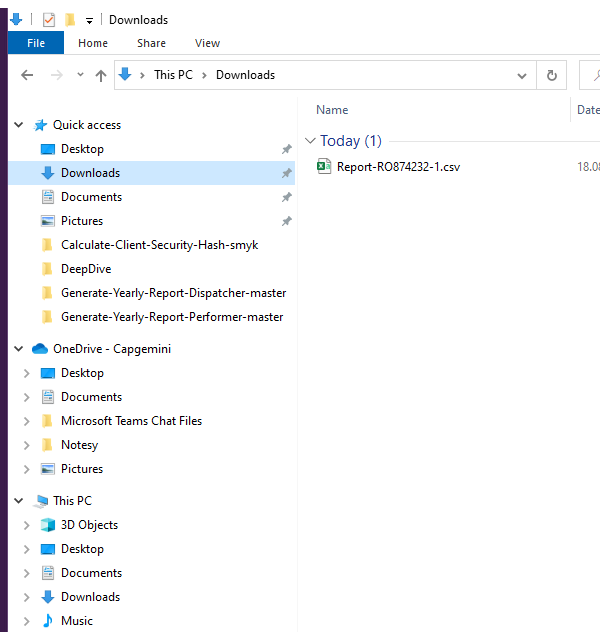 Downloads
File Home Share View
This PC Downloads
Name Date
Quick access
Today (1)
Desktop
Downloads
Report-RO874232-1.csv 18.0
Documents
Pictures
Calculate-Client-Security-Hash-smyk
DeepDive
Generate-Yearly-Report-Dispatcher-master
Generate-Yearly-Report-Performer-master
OneDrive - Capgemini
Desktop
Documents
Microsoft Teams Chat Files
Notesy
Pictures
This PC
3D Objects
Desktop
Documents
Downloads
Music